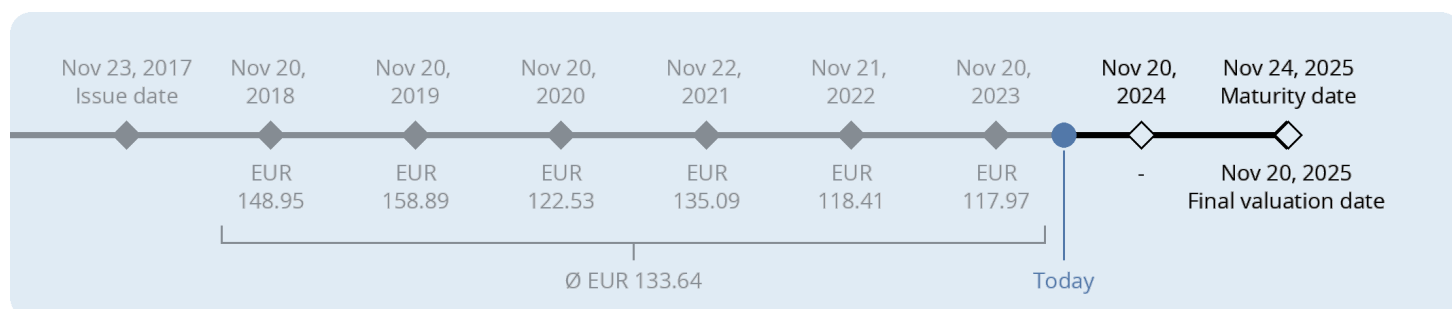 Nov 23, 2017
Issue date
Nov 20,
2018
Nov 20,
2019
Nov 20,
2020
Nov 22,
2021
Nov 21,
2022
Nov 20,
2023
Nov 20,
2024
Nov 24, 2025
Maturity date
EUR
148.95
EUR
158.89
EUR
122.53
EUR
135.09
EUR
118.41
EUR
117.97
-
Nov 20, 2025
Final valuation date
Ø EUR 133.64
Today